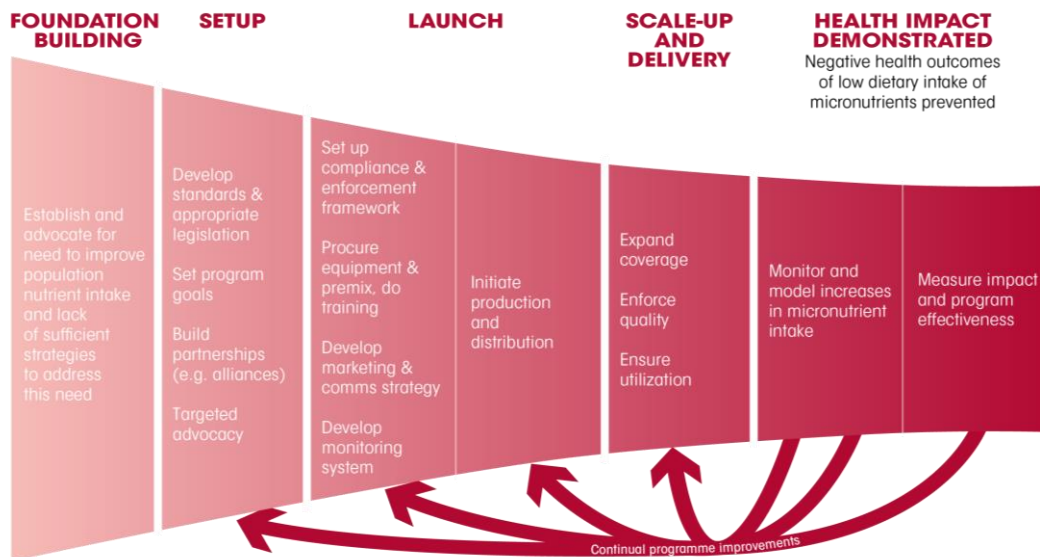 FOUNDATION
BUILDING
SETUP
LAUNCH
SCALE-UP
AND
DELIVERY
HEALTH IMPACT
DEMONSTRATED
Negative health outcomes
of low dietary intake of
micronutrients prevented
Establish and
advocate for
need to improve
population
nutrient intake
and lack
of sufficient
strategies
to address
this need
Develop
standards &
appropriate
legislation
Set program
goals
Build
partnerships
(e.g. alliances)
Targeted
advocacy
Set up
compliance &
enforcement
framework
Procure
equipment &
premix, do
training
Develop
marketing &
comms strategy
Develop
monitoring
system
Initiate
production
and
distribution
Expand
coverage
Enforce
quality
Ensure
utilization
Monitor and
model increases
in micronutrient
intake
Measure impact
and program
effectiveness
Continual programme improvements